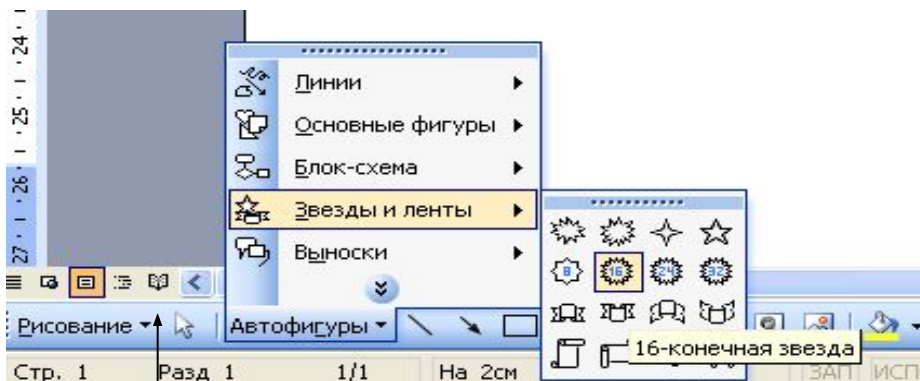 24
25
26
27
Линии
Основные фигуры
Блок-схема
Звезды и ленты
Выноски
8 16 24 32
Рисование
Автофигуры
16-конечная звезда
Стр. 1 Разд 1 1/1 На 2см ЗАП ИСП